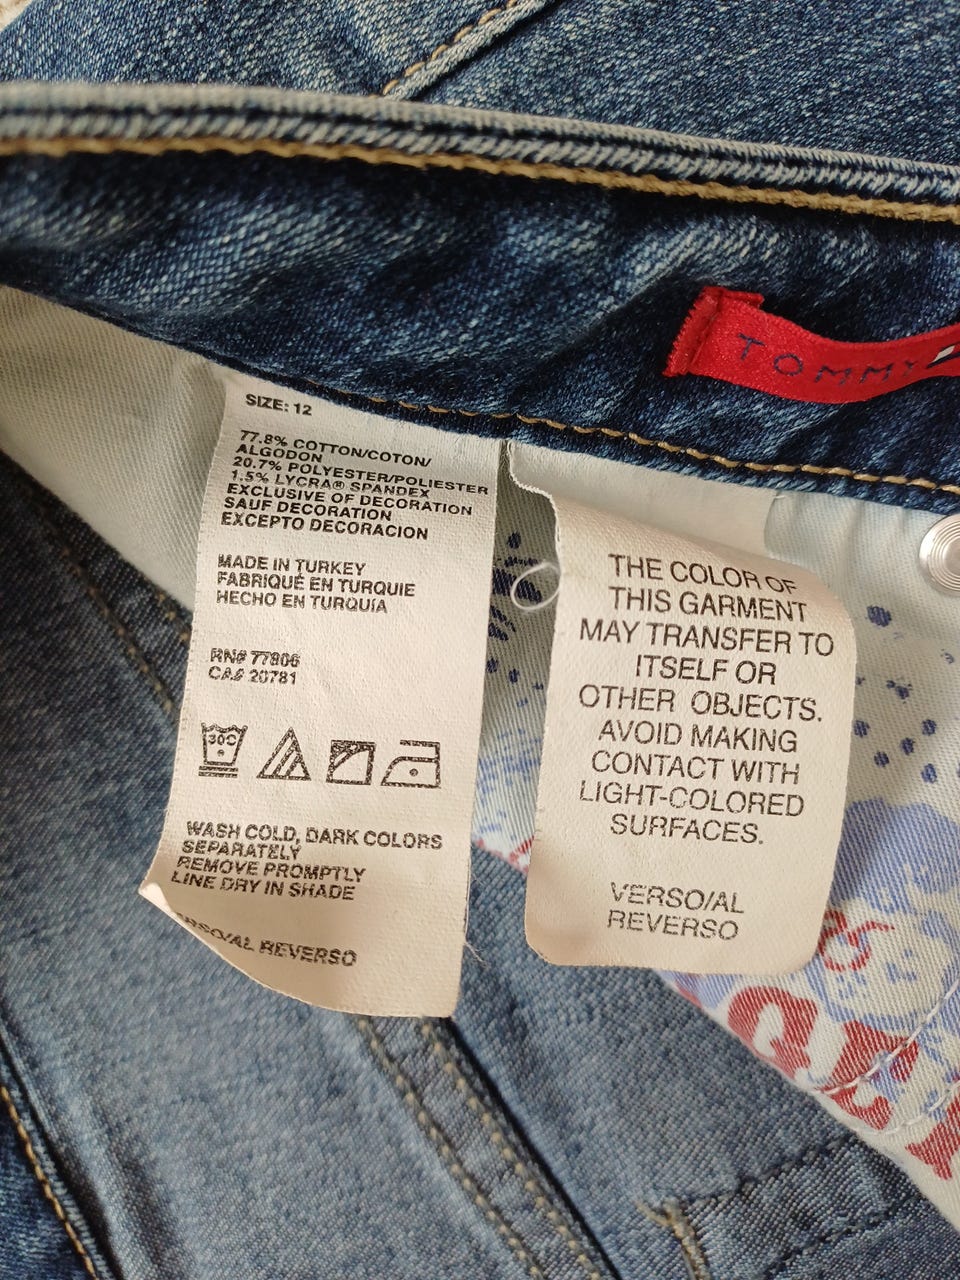 TOMMY
SIZE: 12
77.8% COTTON/COTON/
ALGODON
20.7% POLYESTER/POLIESTER
1.5% LYCRA® SPANDEX
EXCLUSIVE OF DECORATION
SAUF DECORATION
EXCEPTO DECORACION
MADE IN TURKEY
FABRIQUÉ EN TURQUIE
HECHO EN TURQUIA
RN# 77806
CA# 20781
30C
WASH COLD, DARK COLORS
SEPARATELY
REMOVE PROMPTLY
LINE DRY IN SHADE
REVERSO
THE COLOR OF
THIS GARMENT
MAY TRANSFER TO
ITSELF OR
OTHER OBJECTS.
AVOID MAKING
CONTACT WITH
LIGHT-COLORED
SURFACES.
VERSO/AL
REVERSO